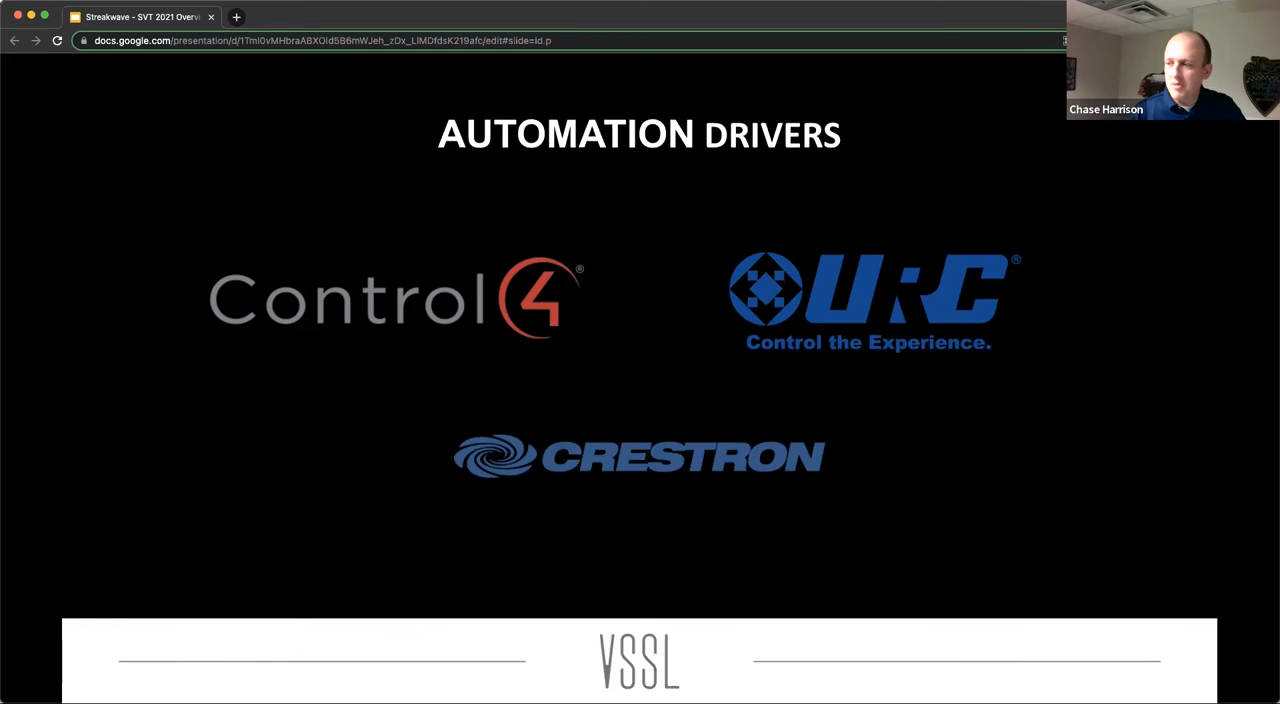 Streakwave - SVT 2021 Overvi
docs.google.com/presentation/d/1TmI0vMHbraABXOId5B6mWJeh_zDx_LIMDfdsK219afc/edit#slide=id.p
Chase Harrison
AUTOMATION DRIVERS
Control4®
URC®
Control the Experience.
CRESTRON
VSSL